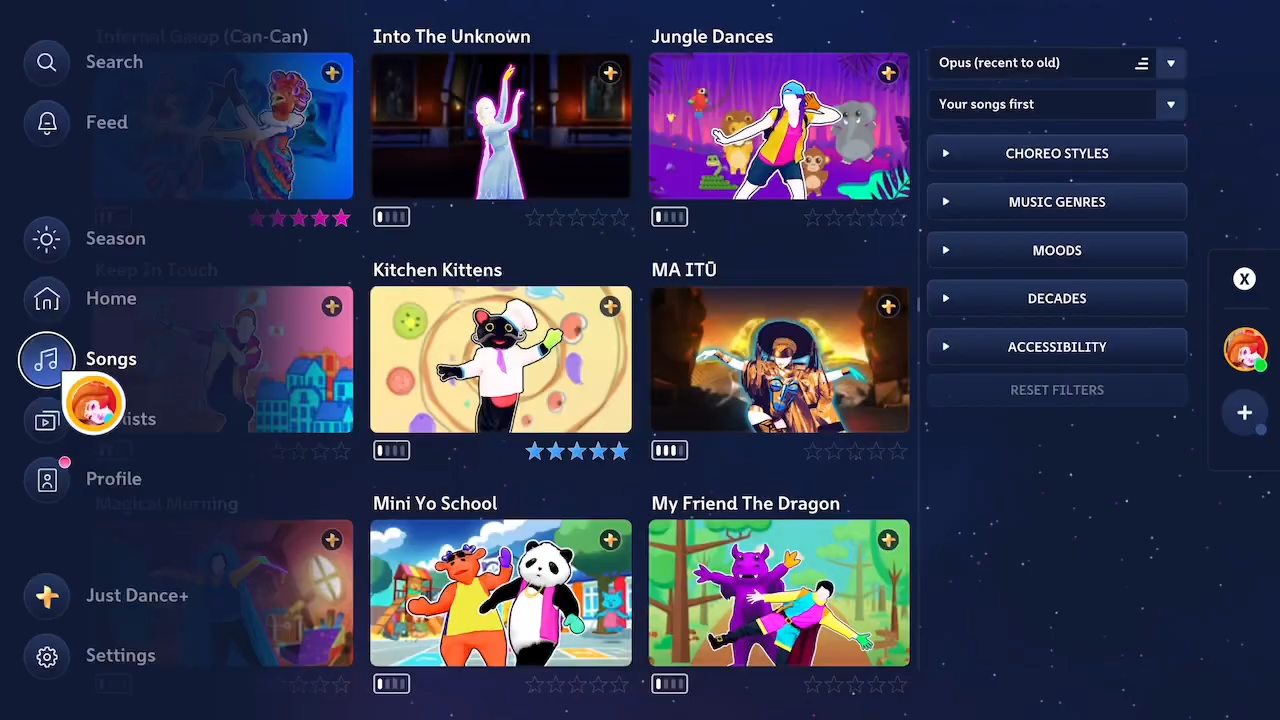 Search
Feed
Season
Home
Songs
lists
Profile
Just Dance+
Settings
Internal Galop (Can-Can)
Into The Unknown
Jungle Dances
Keep In Touch
Kitchen Kittens
MA ITŪ
Magical Morning
Mini Yo School
My Friend The Dragon
Opus (recent to old)
Your songs first
CHOREO STYLES
MUSIC GENRES
MOODS
DECADES
ACCESSIBILITY
RESET FILTERS
X